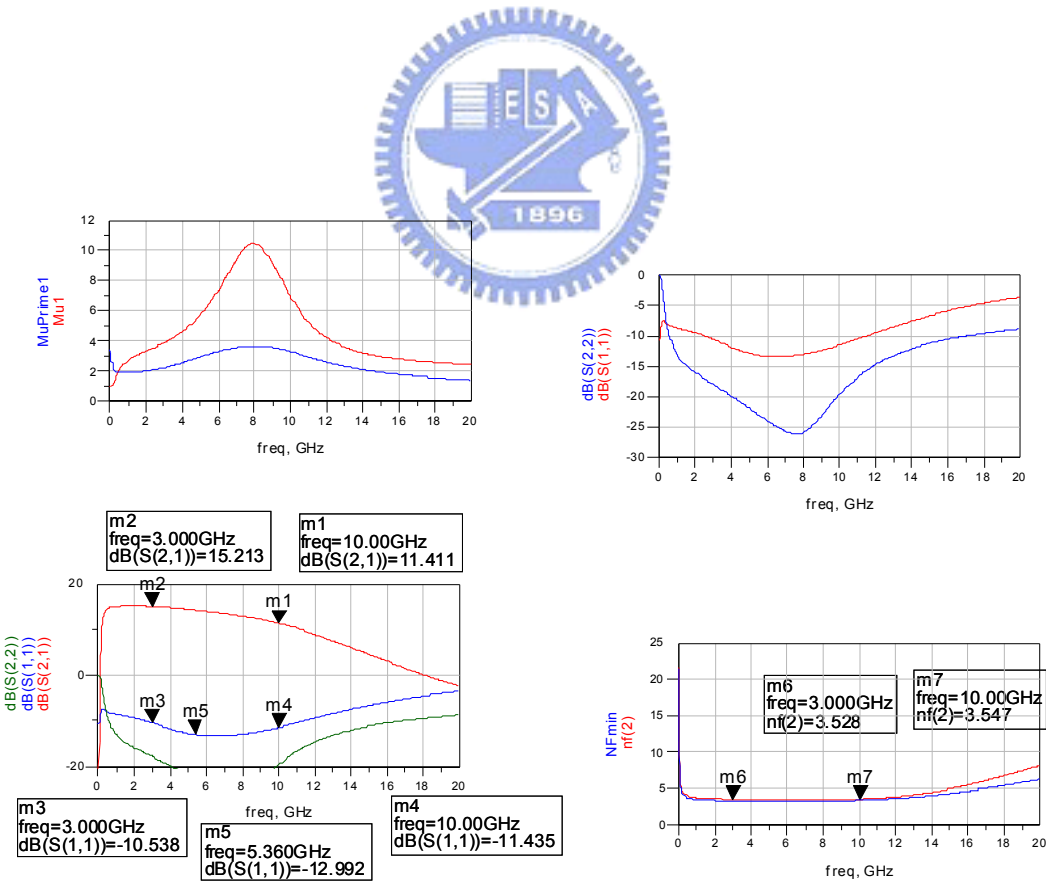 E S A
1896
12
10
8
6
4
2
0
MuPrime1
Mu1
0 2 4 6 8 10 12 14 16 18 20
freq, GHz
0
-5
-10
-15
-20
-25
-30
dB(S(2,2))
dB(S(1,1))
0 2 4 6 8 10 12 14 16 18 20
freq, GHz
m2
freq=3.000GHz
dB(S(2,1))=15.213
m1
freq=10.00GHz
dB(S(2,1))=11.411
20
0
-20
dB(S(2,2))
dB(S(1,1))
dB(S(2,1))
m2
m1
m3
m5
m4
0 2 4 6 8 10 12 14 16 18 20
freq, GHz
m3
freq=3.000GHz
dB(S(1,1))=-10.538
m5
freq=5.360GHz
dB(S(1,1))=-12.992
m4
freq=10.00GHz
dB(S(1,1))=-11.435
25
20
15
10
5
0
NFmin
nf(2)
m6
freq=3.000GHz
nf(2)=3.528
m7
freq=10.00GHz
nf(2)=3.547
m6
m7
0 2 4 6 8 10 12 14 16 18 20
freq, GHz